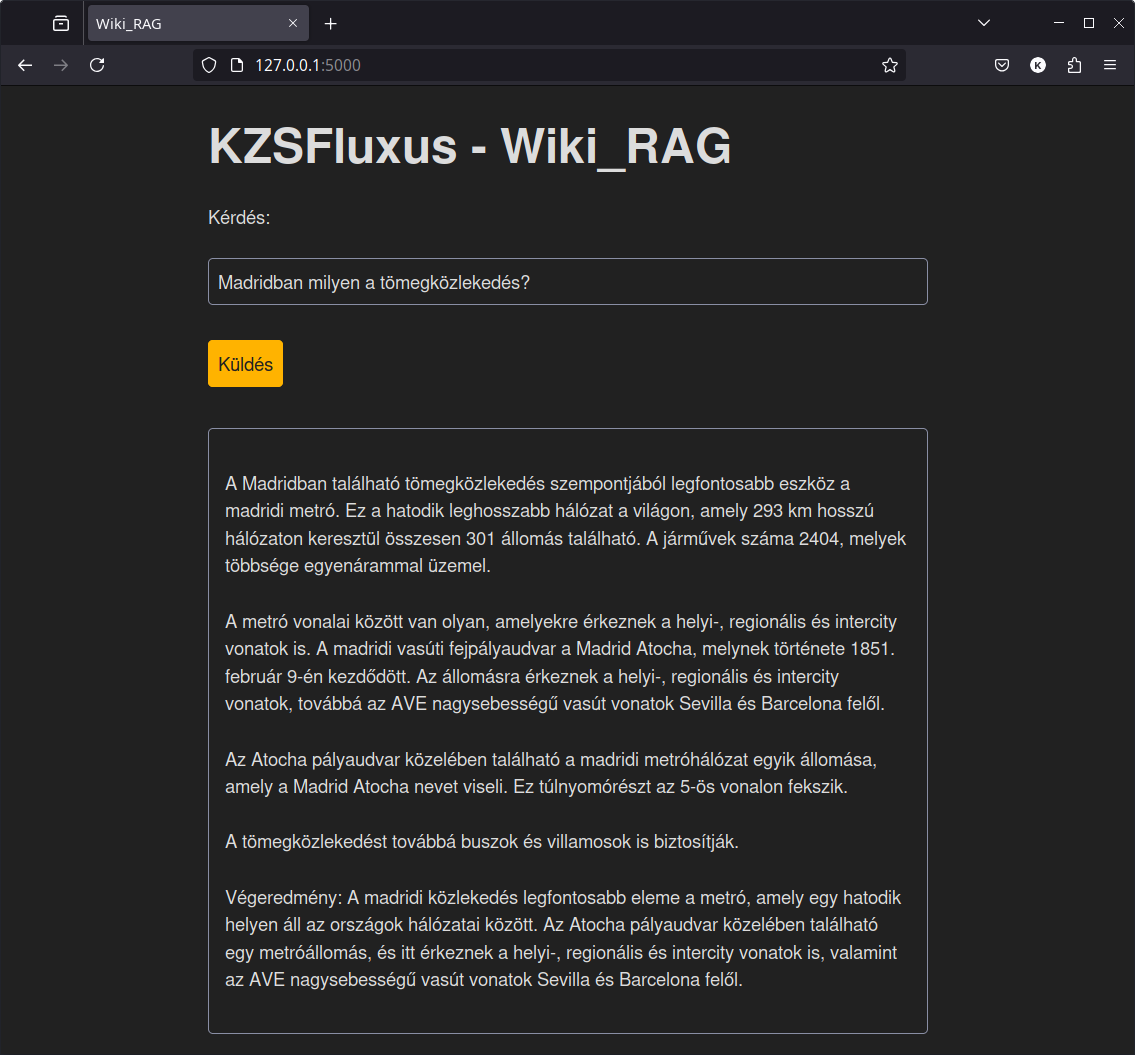 Wiki_RAG
127.0.0.1:5000
K
KZSFluxus - Wiki_RAG
Kérdés:
Madridban milyen a tömegközlekedés?
Küldés
A Madridban található tömegközlekedés szempontjából legfontosabb eszköz a
madridi metró. Ez a hatodik leghosszabb hálózat a világon, amely 293 km hosszú
hálózaton keresztül összesen 301 állomás található. A járművek száma 2404, melyek
többsége egyenárammal üzemel.
A metró vonalai között van olyan, amelyekre érkeznek a helyi-, regionális és intercity
vonatok is. A madridi vasúti fejpályaudvar a Madrid Atocha, melynek története 1851.
február 9-én kezdődött. Az állomásra érkeznek a helyi-, regionális és intercity
vonatok, továbbá az AVE nagysebességű vasút vonatok Sevilla és Barcelona felől.
Az Atocha pályaudvar közelében található a madridi metróhálózat egyik állomása,
amely a Madrid Atocha nevet viseli. Ez túlnyomórészt az 5-ös vonalon fekszik.
A tömegközlekedést továbbá buszok és villamosok is biztosítják.
Végeredmény: A madridi közlekedés legfontosabb eleme a metró, amely egy hatodik
helyen áll az országok hálózatai között. Az Atocha pályaudvar közelében található
egy metróállomás, és itt érkeznek a helyi-, regionális és intercity vonatok is, valamint
az AVE nagysebességű vasút vonatok Sevilla és Barcelona felől.